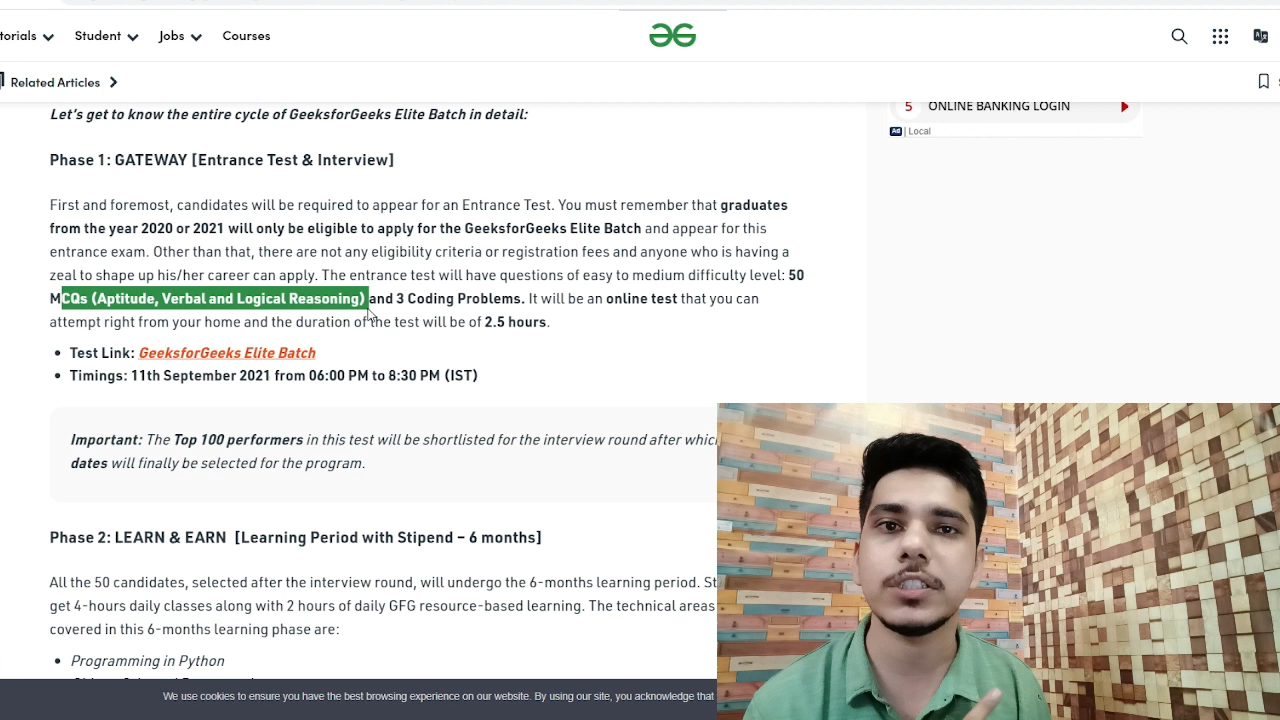 torials
Student
Jobs
Courses
Related Articles
Let's get to know the entire cycle of GeeksforGeeks Elite Batch in detail:
5 ONLINE BANKING LOGIN
Ad | Local
Phase 1: GATEWAY [Entrance Test & Interview]
First and foremost, candidates will be required to appear for an Entrance Test. You must remember that graduates
from the year 2020 or 2021 will only be eligible to apply for the GeeksforGeeks Elite Batch and appear for this
entrance exam. Other than that, there are not any eligibility criteria or registration fees and anyone who is having a
zeal to shape up his/her career can apply. The entrance test will have questions of easy to medium difficulty level: 50
MCQs (Aptitude, Verbal and Logical Reasoning) and 3 Coding Problems. It will be an online test that you can
attempt right from your home and the duration of the test will be of 2.5 hours.
• Test Link: GeeksforGeeks Elite Batch
• Timings: 11th September 2021 from 06:00 PM to 8:30 PM (IST)
Important: The Top 100 performers in this test will be shortlisted for the interview round after which
dates will finally be selected for the program.
Phase 2: LEARN & EARN [Learning Period with Stipend – 6 months]
All the 50 candidates, selected after the interview round, will undergo the 6-months learning period. St
get 4-hours daily classes along with 2 hours of daily GFG resource-based learning. The technical areas
covered in this 6-months learning phase are:
• Programming in Python
We use cookies to ensure you have the best browsing experience on our website. By using our site, you acknowledge that